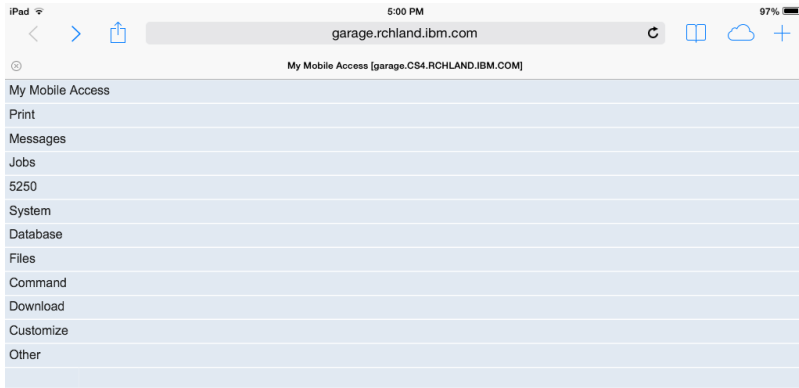 iPad 5:00 PM 97%
garage.rchland.ibm.com
My Mobile Access [garage.CS4.RCHLAND.IBM.COM]
My Mobile Access
Print
Messages
Jobs
5250
System
Database
Files
Command
Download
Customize
Other